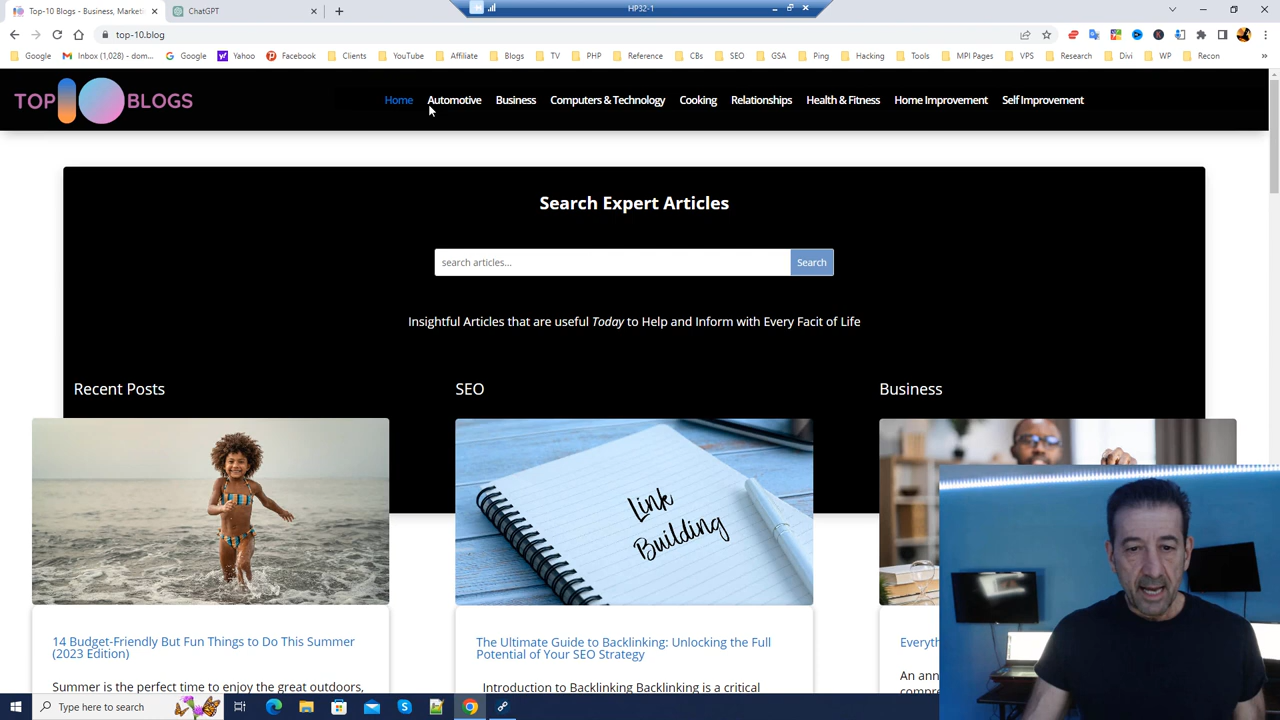 Top-10 Blogs - Business, Market
ChatGPT
HP32-1
top-10.blog
Google
Inbox (1,028) - dom...
Google
Yahoo
Facebook
Clients
YouTube
Affiliate
Blogs
TV
PHP
Reference
CBs
SEO
GSA
Ping
Hacking
Tools
MPI Pages
VPS
Research
Divi
WP
Recon
TOP 10 BLOGS
Home
Automotive
Business
Computers & Technology
Cooking
Relationships
Health & Fitness
Home Improvement
Self Improvement
Search Expert Articles
search articles...
Search
Insightful Articles that are useful Today to Help and Inform with Every Facit of Life
Recent Posts
SEO
Business
Link
Building
14 Budget-Friendly But Fun Things to Do This Summer
(2023 Edition)
Summer is the perfect time to enjoy the great outdoors,
The Ultimate Guide to Backlinking: Unlocking the Full
Potential of Your SEO Strategy
Introduction to Backlinking Backlinking is a critical
Everyth
An ann
compre
Type here to search